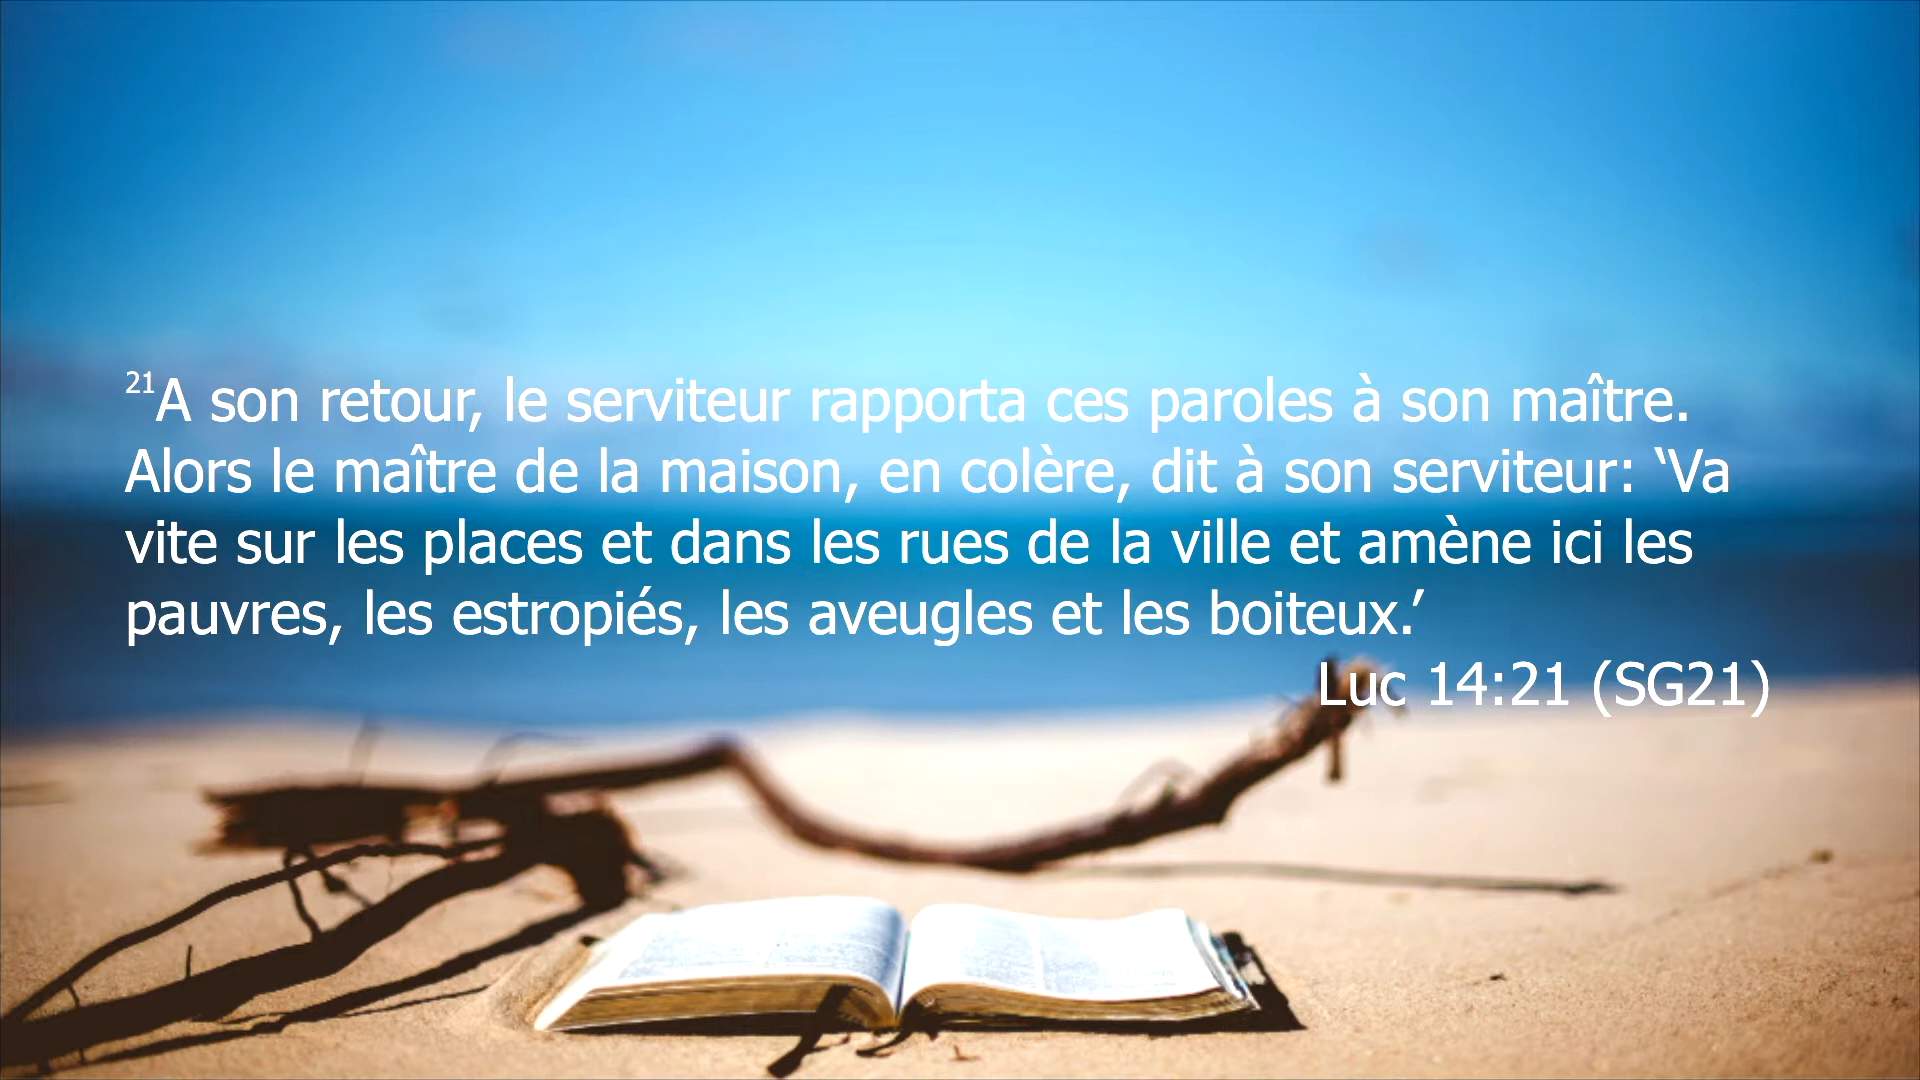 21A son retour, le serviteur rapporta ces paroles à son maître.
Alors le maître de la maison, en colère, dit à son serviteur: ‘Va
vite sur les places et dans les rues de la ville et amène ici les
pauvres, les estropiés, les aveugles et les boiteux.’
Luc 14:21 (SG21)